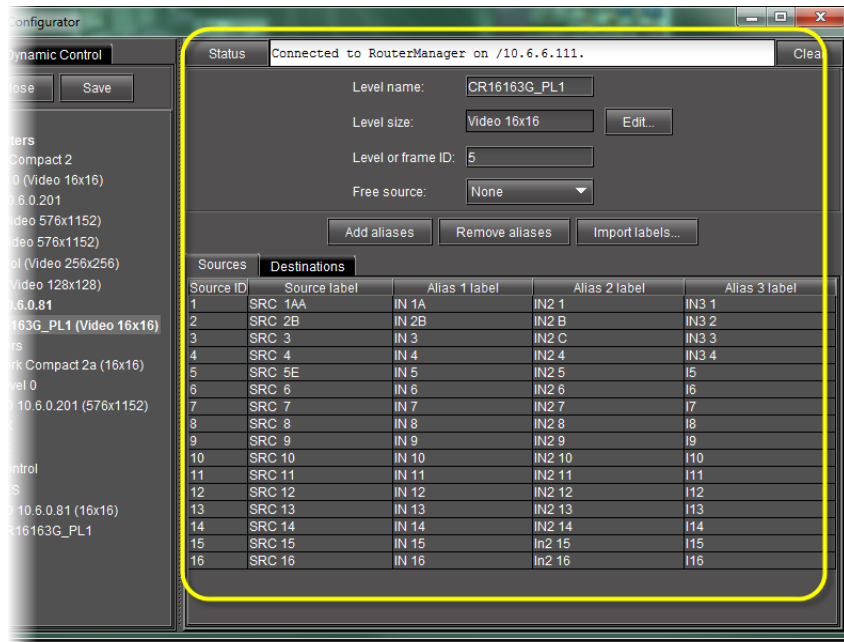 Configurator
Dynamic Control
Status Connected to RouterManager on /10.6.6.111. Clear
Save
Level name: CR16163G_PL1
Level size: Video 16x16 Edit...
Level or frame ID: 5
Free source: None
Add aliases Remove aliases Import labels...
Compact 2
0 (Video 16x16)
.6.0.201
ideo 576x1152)
ideo 576x1152)
ol (Video 256x256)
Video 128x128)
.6.0.81
163G_PL1 (Video 16x16)
rk Compact 2a (16x16)
vel 0
10.6.0.201 (576x1152)
ontrol
10.6.0.81 (16x16)
R16163G_PL1
Sources Destinations
Source ID Source label Alias 1 label Alias 2 label Alias 3 label
1 SRC 1AA IN 1A IN2 1 IN3 1
2 SRC 2B IN 2B IN2 B IN3 2
3 SRC 3 IN 3 IN2 C IN3 3
4 SRC 4 IN 4 IN2 4 IN3 4
5 SRC 5E IN 5 IN2 5 I5
6 SRC 6 IN 6 IN2 6 I6
7 SRC 7 IN 7 IN2 7 I7
8 SRC 8 IN 8 IN2 8 I8
9 SRC 9 IN 9 IN2 9 I9
10 SRC 10 IN 10 IN2 10 I10
11 SRC 11 IN 11 IN2 11 I11
12 SRC 12 IN 12 IN2 12 I12
13 SRC 13 IN 13 IN2 13 I13
14 SRC 14 IN 14 IN2 14 I14
15 SRC 15 IN 15 In2 15 I15
16 SRC 16 IN 16 In2 16 I16